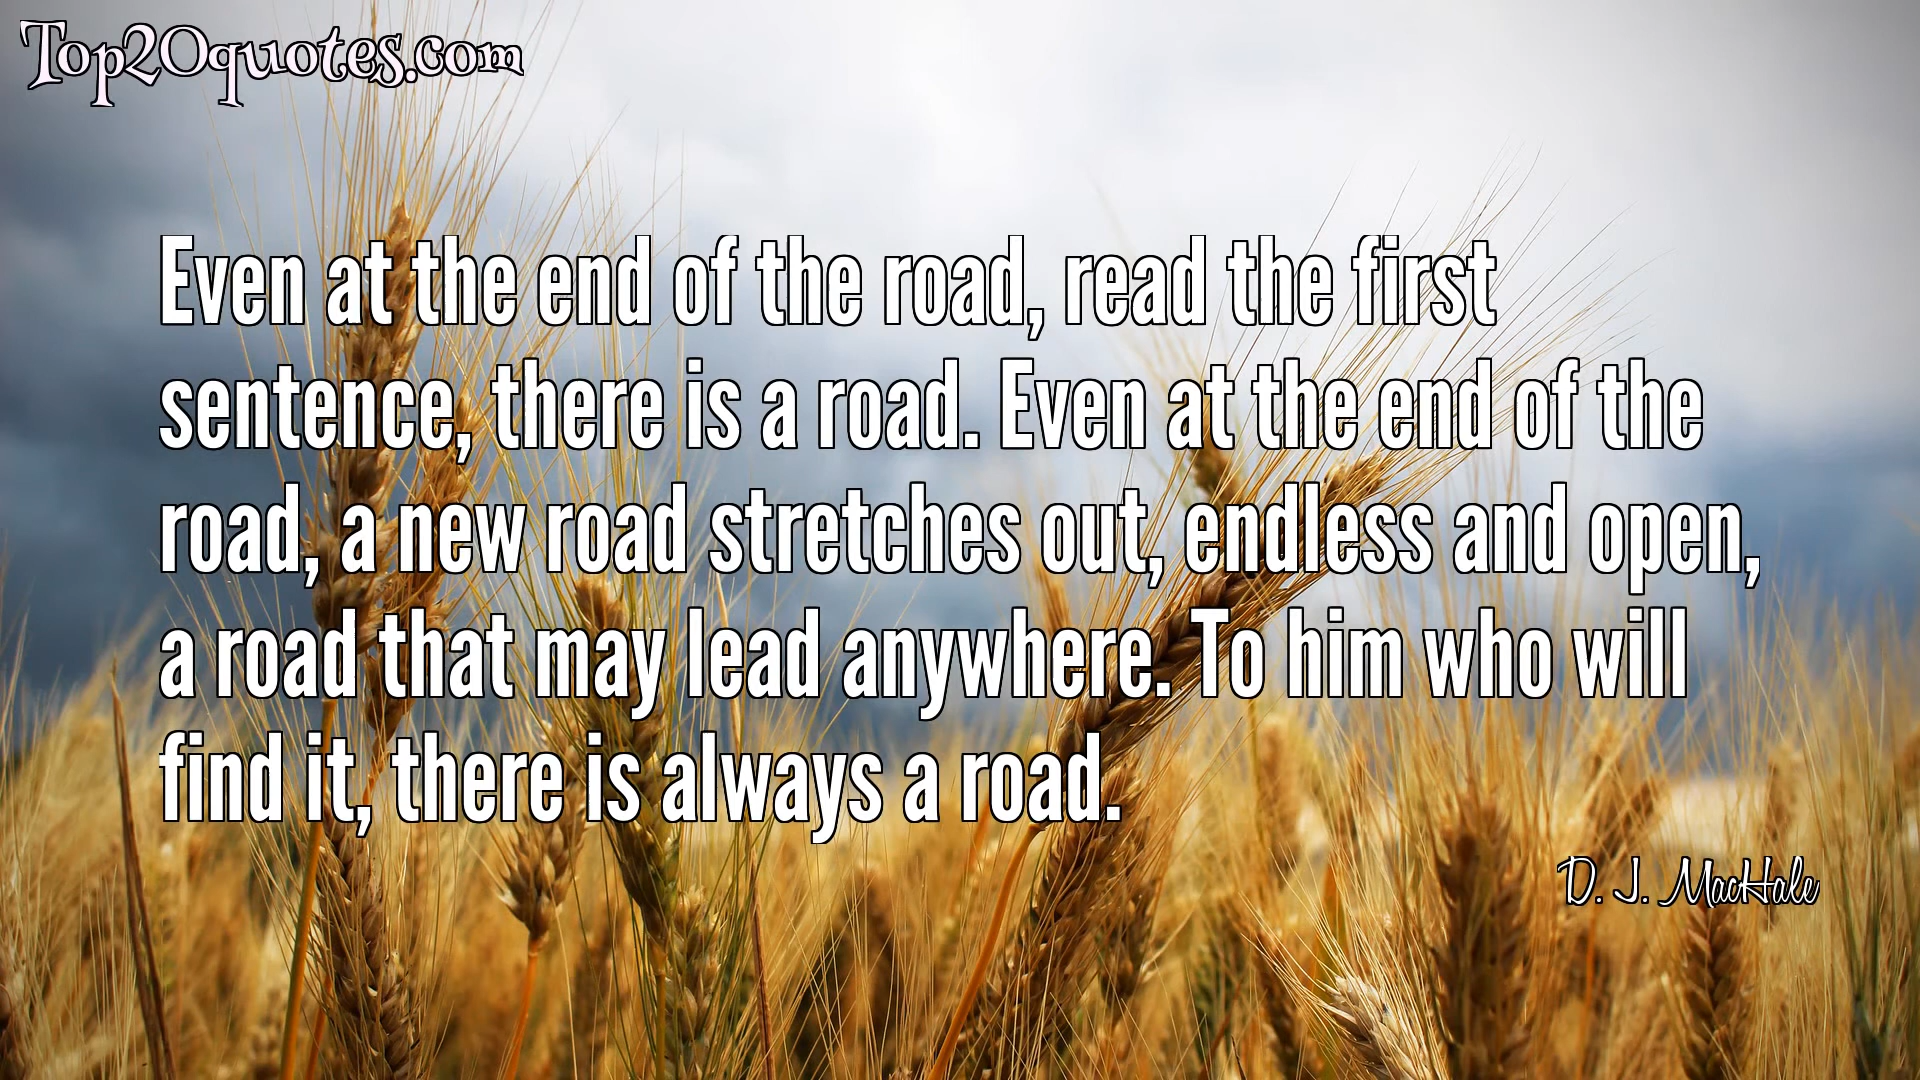 Top20quotes.com
Even at the end of the road, read the first
sentence, there is a road. Even at the end of the
road, a new road stretches out, endless and open,
a road that may lead anywhere. To him who will
find it, there is always a road.
D. J. MacHale